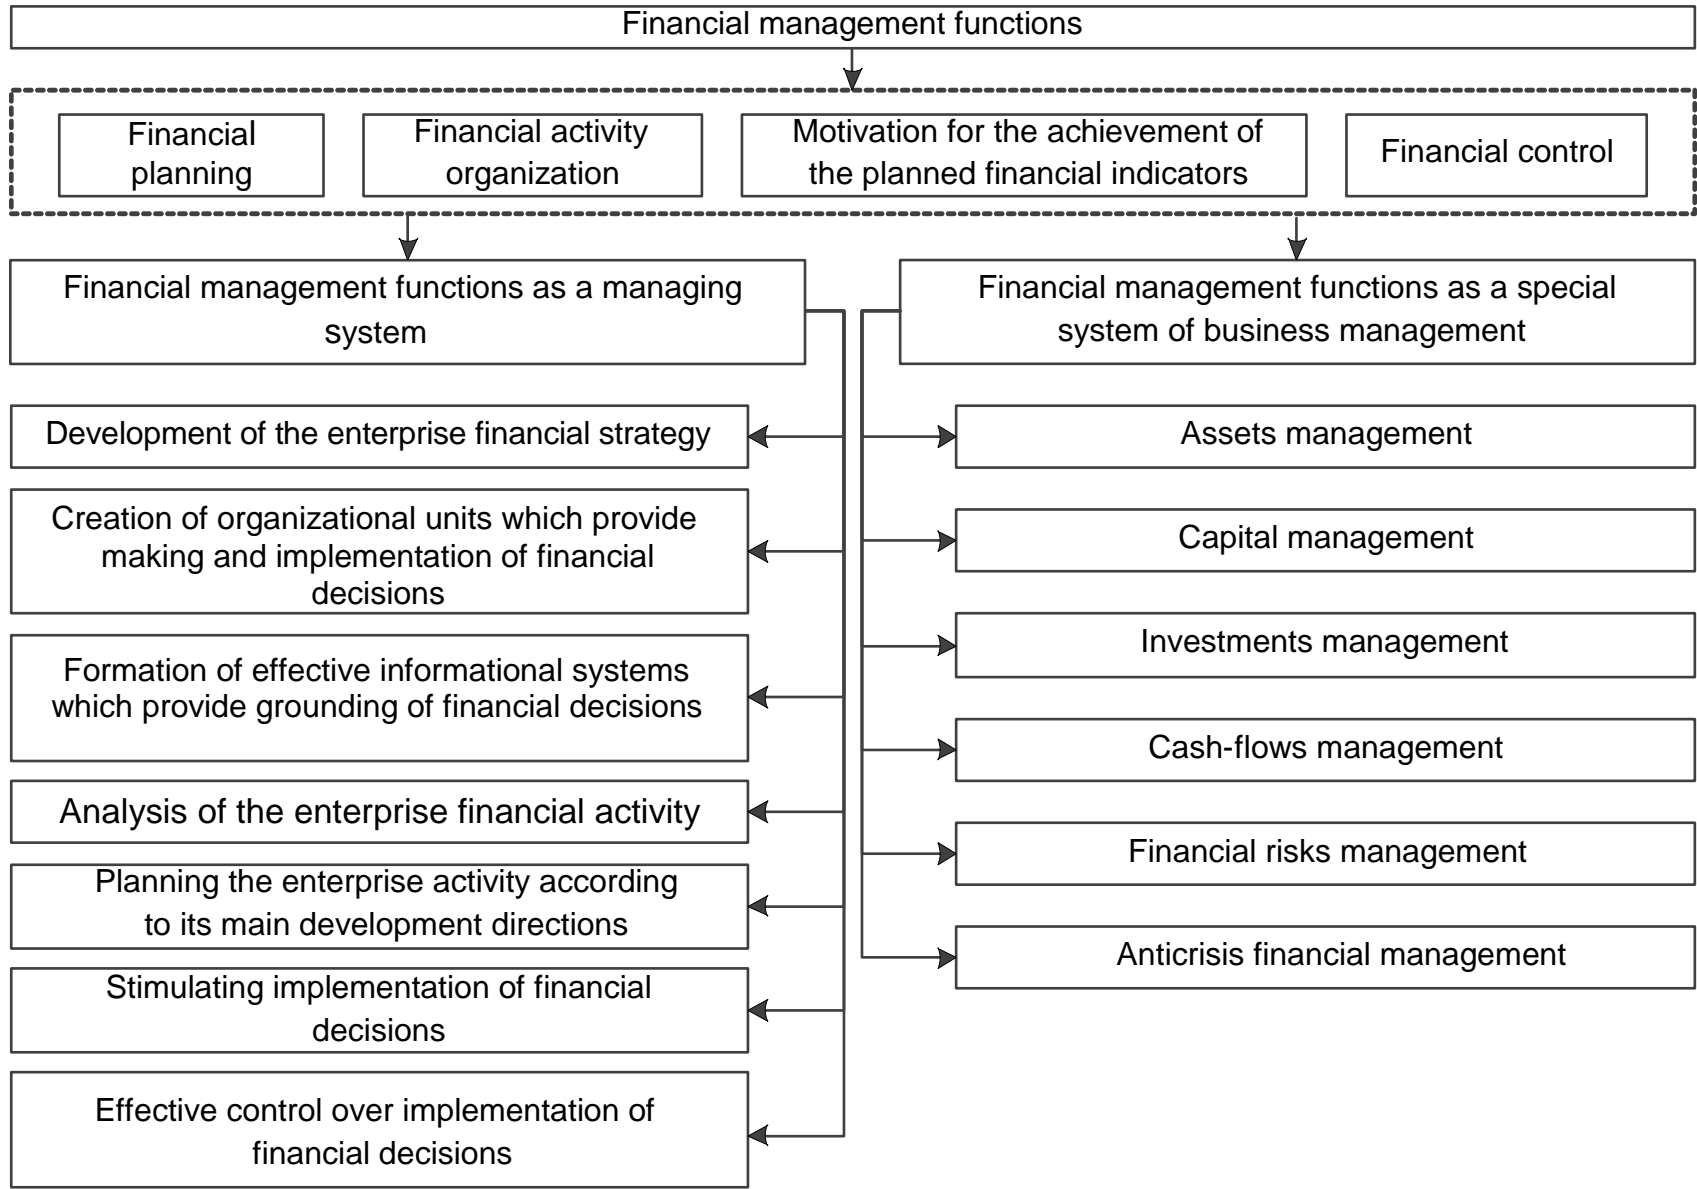 Financial management functions
Financial
planning
Financial activity
organization
Motivation for the achievement of
the planned financial indicators
Financial control
Financial management functions as a managing
system
Financial management functions as a special
system of business management
Development of the enterprise financial strategy
Creation of organizational units which provide
making and implementation of financial
decisions
Formation of effective informational systems
which provide grounding of financial decisions
Analysis of the enterprise financial activity
Planning the enterprise activity according
to its main development directions
Stimulating implementation of financial
decisions
Effective control over implementation of
financial decisions
Assets management
Capital management
Investments management
Cash-flows management
Financial risks management
Anticrisis financial management